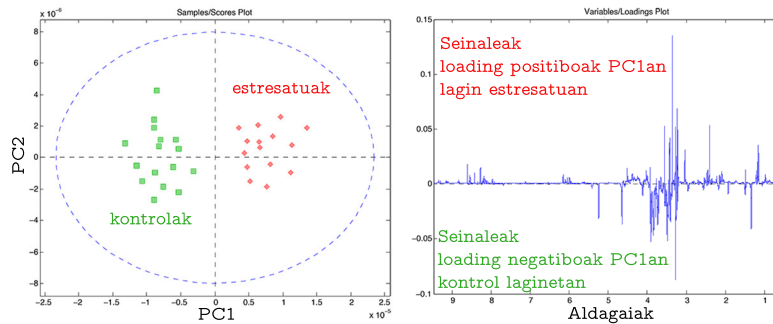 Samples/Scores Plot
8 x 10⁻⁶
6
4
2
0
-2
-4
-6
-8
PC2
estresatuak
kontrolak
-2.5 -2 -1.5 -1 -0.5 0 0.5 1 1.5 2 2.5
x 10⁻⁵
PC1
Variables/Loadings Plot
0.15
0.1
0.05
0
-0.05
-0.1
Seinaleak
loading positiboak PC1an
lagin estresatuan
Seinaleak
loading negatiboak PC1an
kontrol laginetan
9 8 7 6 5 4 3 2 1
Aldagaiak